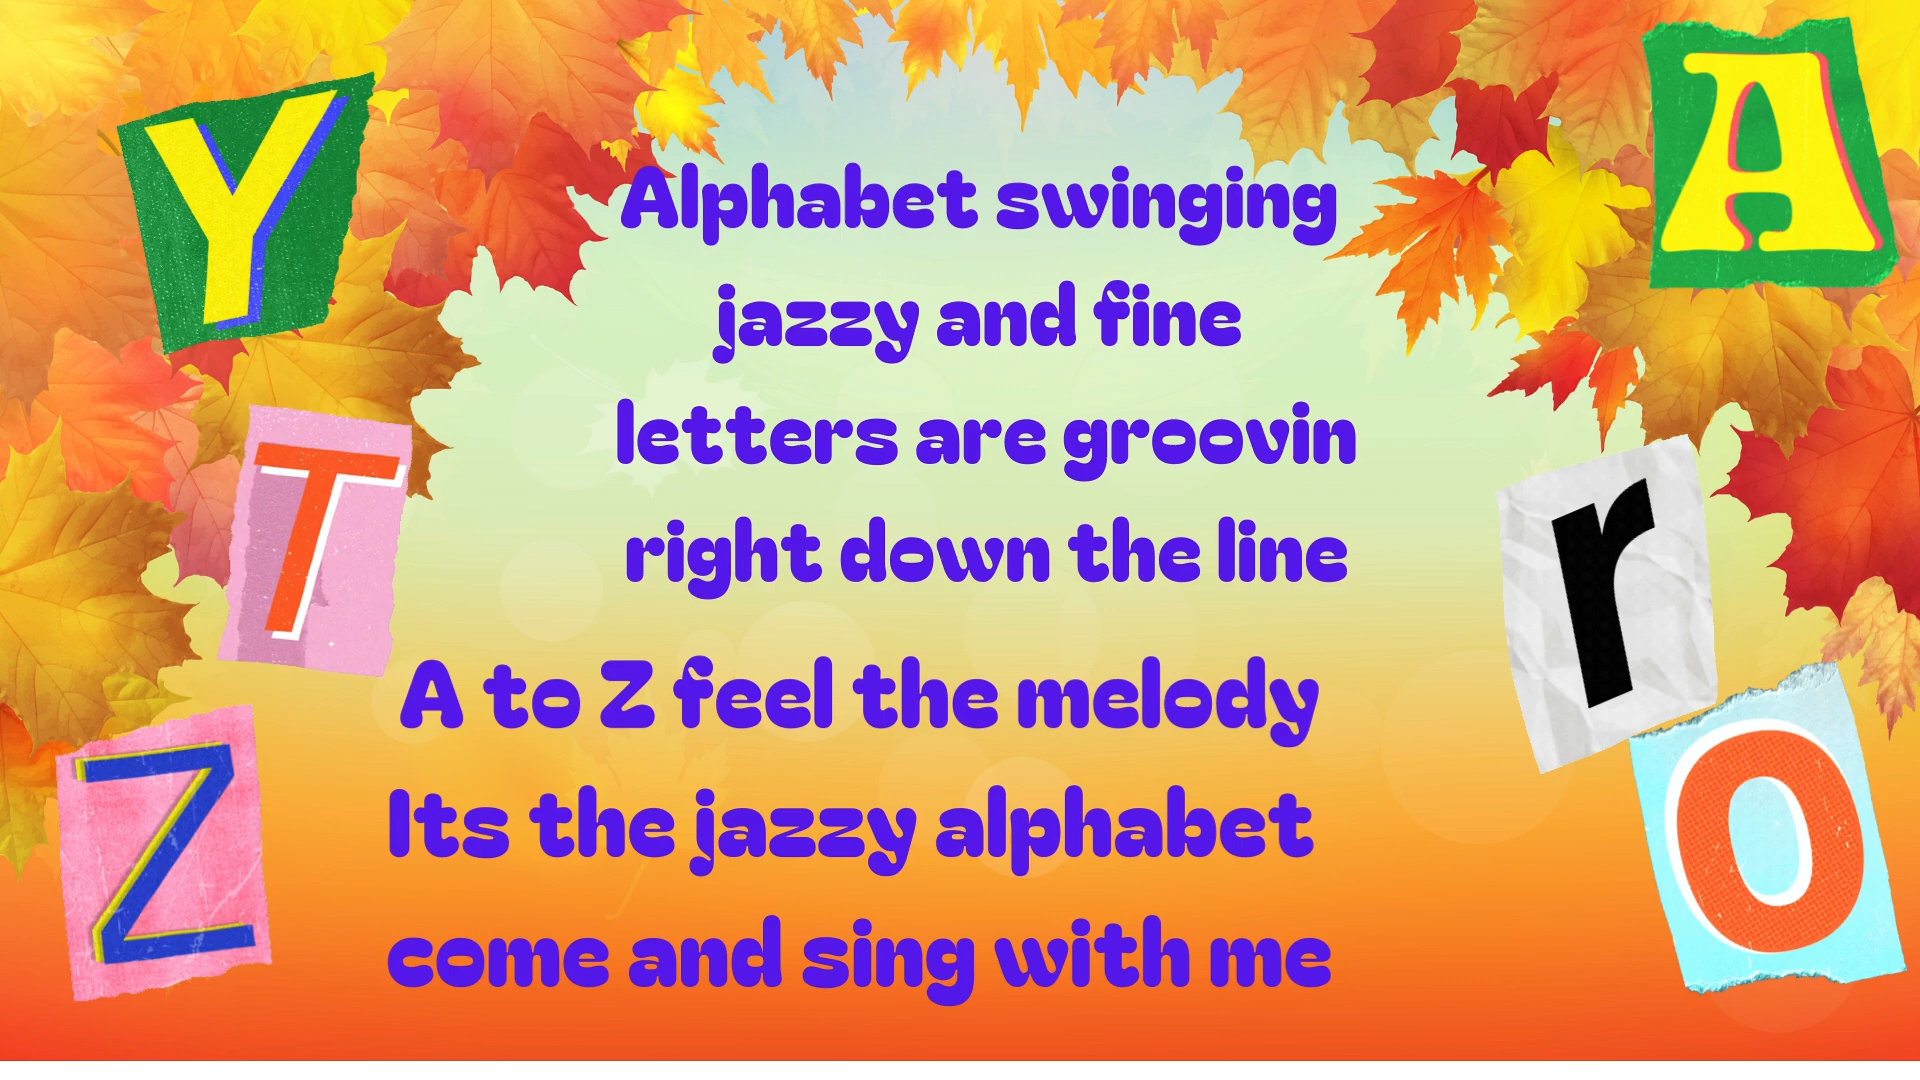 Y
A
Alphabet swinging
jazzy and fine
letters are groovin
right down the line
T
r
A to Z feel the melody
Its the jazzy alphabet
come and sing with me
Z
O